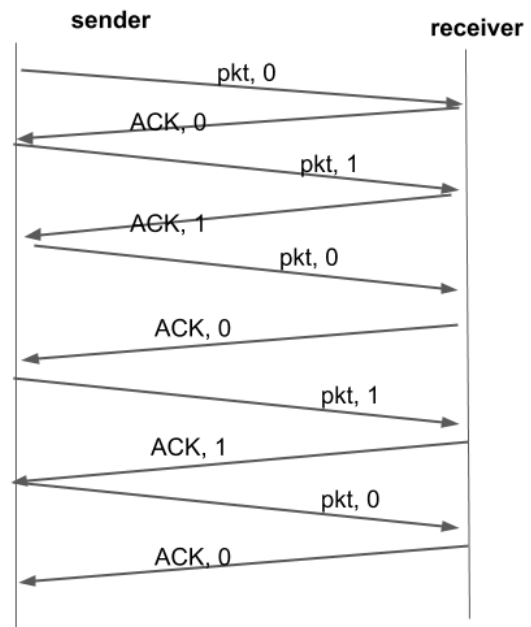 sender
receiver
pkt, 0
ACK, 0
pkt, 1
ACK, 1
pkt, 0
ACK, 0
pkt, 1
ACK, 1
pkt, 0
ACK, 0